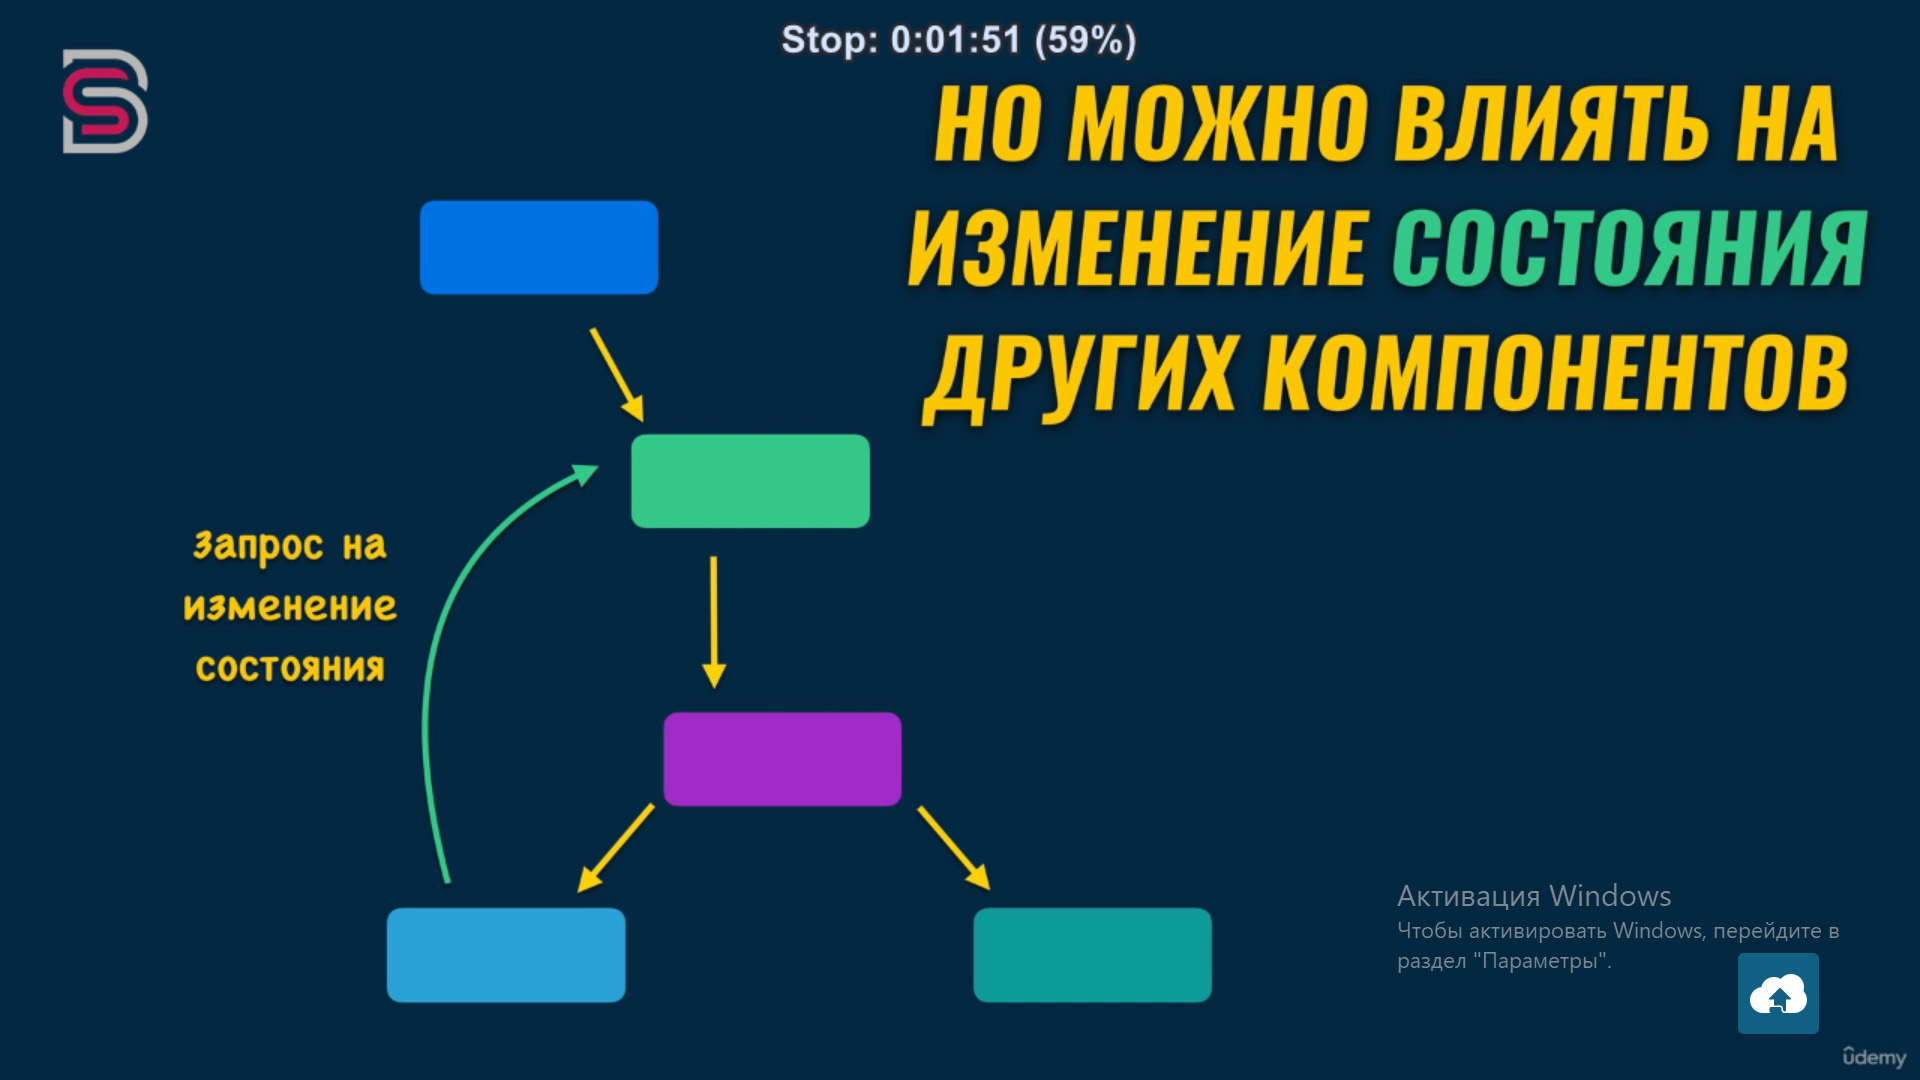 Stop: 0:01:51 (59%)
НО МОЖНО ВЛИЯТЬ НА
ИЗМЕНЕНИЕ СОСТОЯНИЯ
ДРУГИХ КОМПОНЕНТОВ
Запрос на
изменение
состояния
Активация Windows
Чтобы активировать Windows, перейдите в
раздел "Параметры".
ûdemy